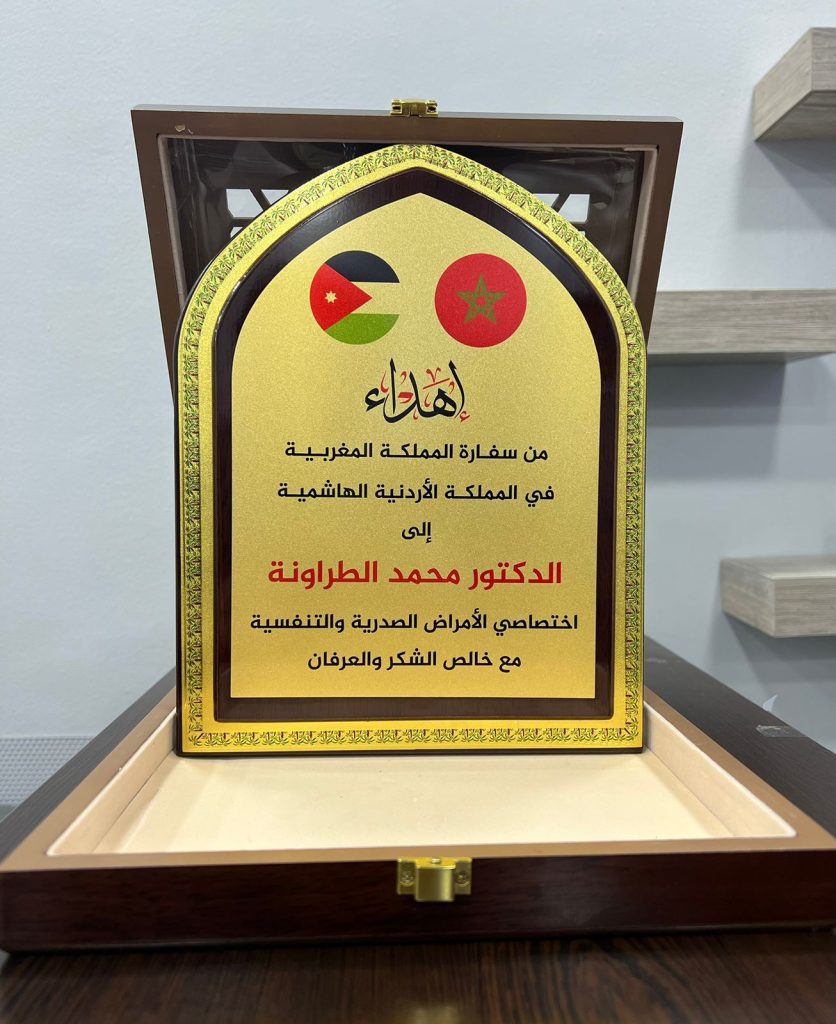 إهداء
من سفارة المملكة المغربية
في المملكة الأردنية الهاشمية
إلى
الدكتور محمد الطراونة
اختصاصي الأمراض الصدرية والتنفسية
مع خالص الشكر والعرفان